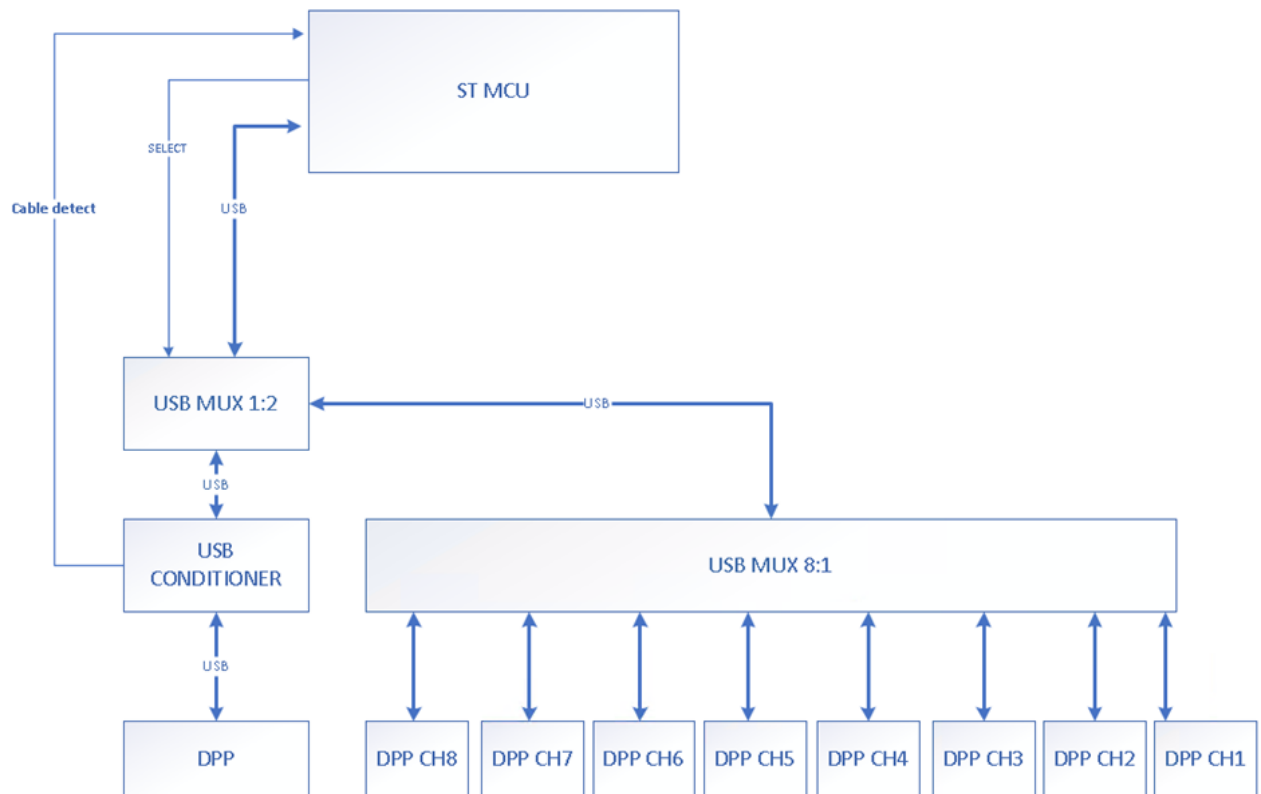 ST MCU
SELECT
Cable detect
USB
USB MUX 1:2
USB
USB
USB
CONDITIONER
USB MUX 8:1
USB
DPP
DPP CH8
DPP CH7
DPP CH6
DPP CH5
DPP CH4
DPP CH3
DPP CH2
DPP CH1